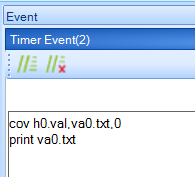 Event
Timer Event(2)
cov h0.val,va0.txt,0
print va0.txt